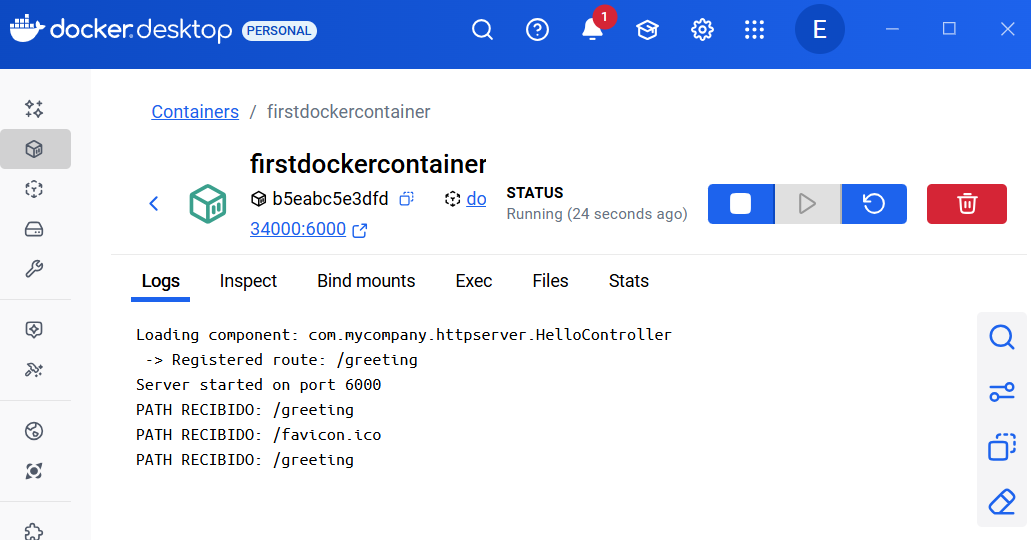 docker.desktop PERSONAL 1 E
Containers / firstdockercontainer
firstdockercontainer
b5eabc5e3dfd do
34000:6000
STATUS
Running (24 seconds ago)
Logs Inspect Bind mounts Exec Files Stats
Loading component: com.mycompany.httpserver.HelloController
-> Registered route: /greeting
Server started on port 6000
PATH RECIBIDO: /greeting
PATH RECIBIDO: /favicon.ico
PATH RECIBIDO: /greeting